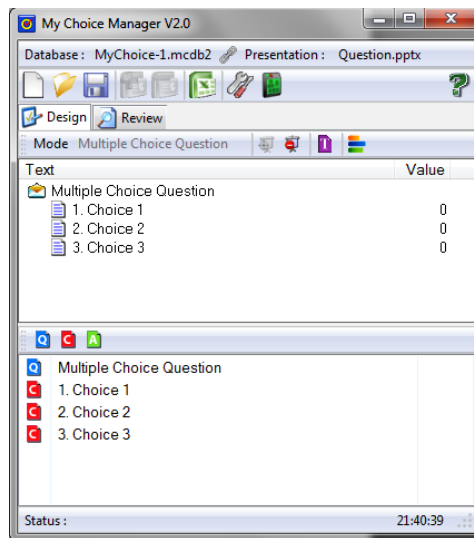 My Choice Manager V2.0
Database : MyChoice-1.mcdb2 Presentation : Question.pptx
Design Review
Mode Multiple Choice Question 1
Text Value
Multiple Choice Question
1. Choice 1 0
2. Choice 2 0
3. Choice 3 0
Q C A
Q Multiple Choice Question
C 1. Choice 1
C 2. Choice 2
C 3. Choice 3
Status : 21:40:39